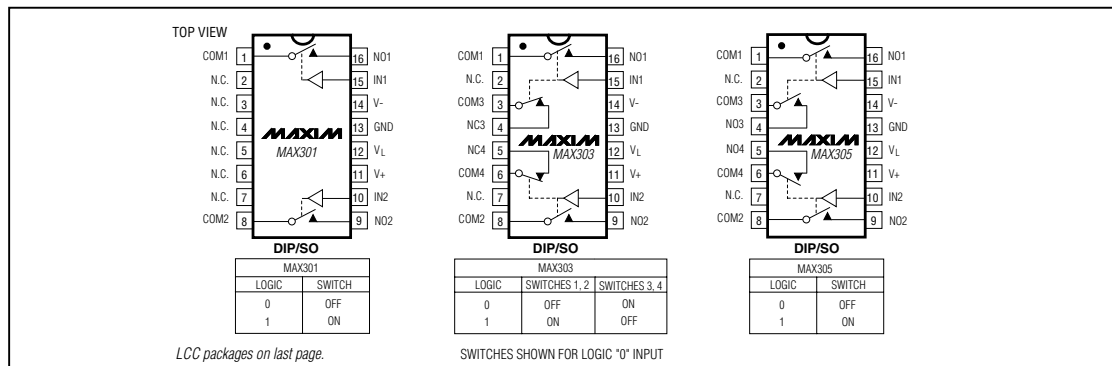 TOP VIEW
COM1 1 16 NO1
N.C. 2 15 IN1
N.C. 3 14 V-
N.C. 4 13 GND
N.C. 5 12 VL
N.C. 6 11 V+
N.C. 7 10 IN2
COM2 8 9 NO2
MAXIM
MAX301
DIP/SO
MAX301
LOGIC SWITCH
0 OFF
1 ON
COM1 1 16 NO1
N.C. 2 15 IN1
COM3 3 14 V-
NC3 4 13 GND
NC4 5 12 VL
COM4 6 11 V+
N.C. 7 10 IN2
COM2 8 9 NO2
MAXIM
MAX303
DIP/SO
MAX303
LOGIC SWITCHES 1, 2 SWITCHES 3, 4
0 OFF ON
1 ON OFF
COM1 1 16 NO1
N.C. 2 15 IN1
COM3 3 14 V-
NO3 4 13 GND
NO4 5 12 VL
COM4 6 11 V+
N.C. 7 10 IN2
COM2 8 9 NO2
MAXIM
MAX305
DIP/SO
MAX305
LOGIC SWITCH
0 OFF
1 ON
LCC packages on last page.
SWITCHES SHOWN FOR LOGIC "0" INPUT